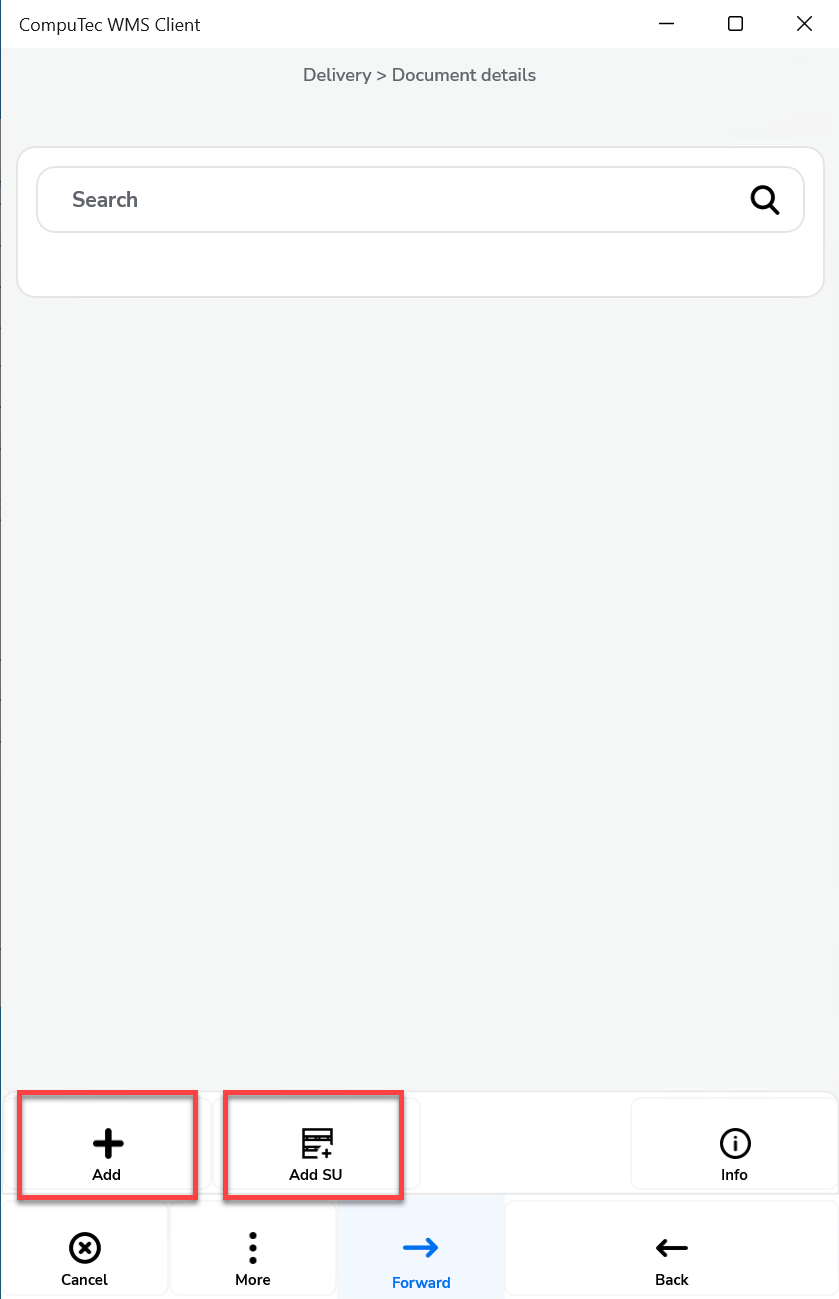 CompuTec WMS Client
Delivery > Document details
Search
Add
Add SU
Info
Cancel
More
Forward
Back